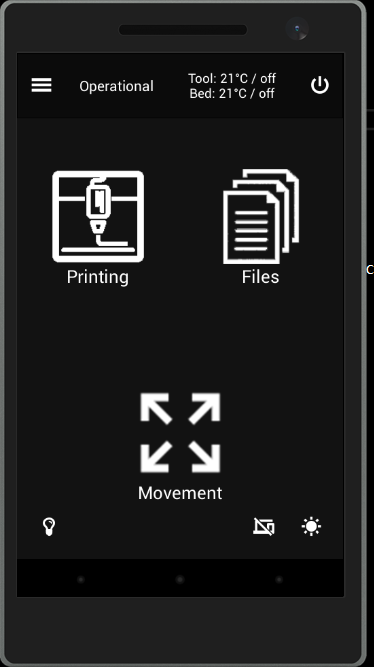 Operational
Tool: 21°C / off
Bed: 21°C / off
Printing
Files
Movement
c